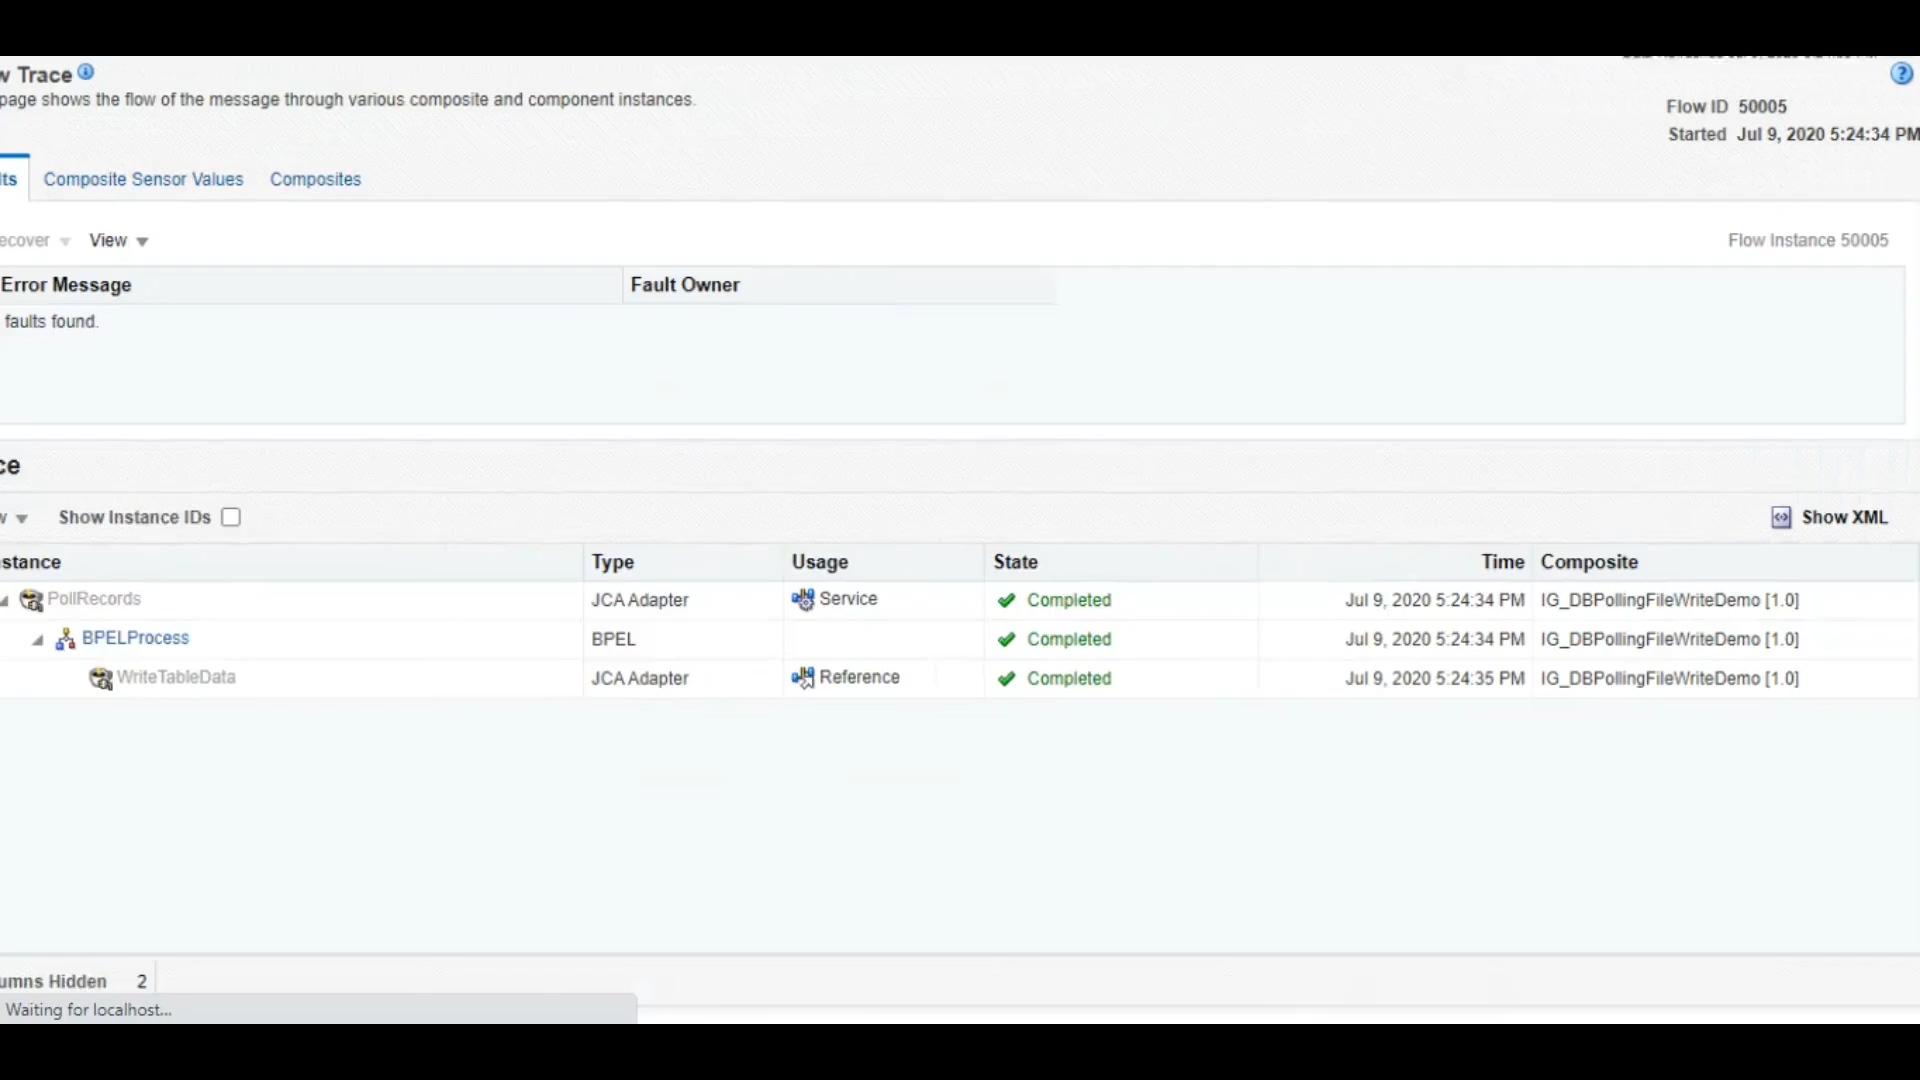 w Trace
page shows the flow of the message through various composite and component instances.
Flow ID 50005
Started Jul 9, 2020 5:24:34 PM
lts Composite Sensor Values Composites
ecover View Flow Instance 50005
Error Message Fault Owner
faults found.
ce
w Show Instance IDs Show XML
stance Type Usage State Time Composite
PollRecords JCA Adapter Service Completed Jul 9, 2020 5:24:34 PM IG_DBPollingFileWriteDemo [1.0]
BPELProcess BPEL Completed Jul 9, 2020 5:24:34 PM IG_DBPollingFileWriteDemo [1.0]
WriteTableData JCA Adapter Reference Completed Jul 9, 2020 5:24:35 PM IG_DBPollingFileWriteDemo [1.0]
umns Hidden 2
Waiting for localhost...